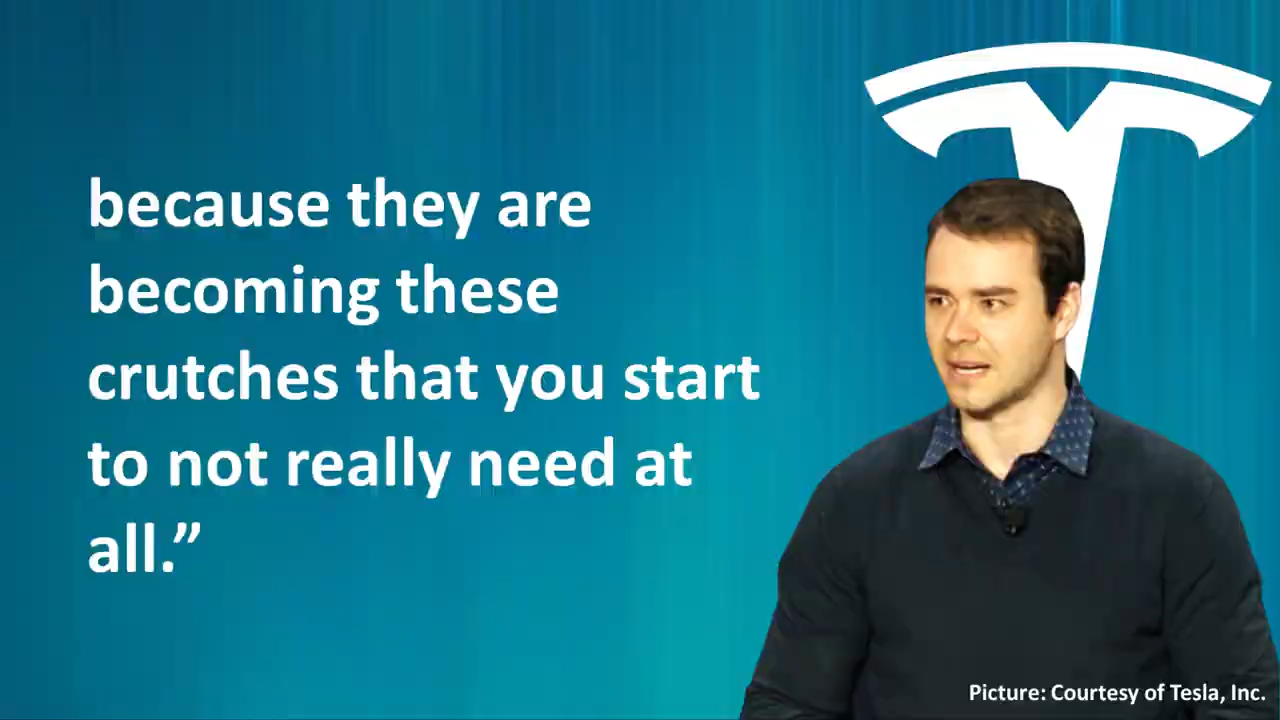 because they are
becoming these
crutches that you start
to not really need at
all.”
Picture: Courtesy of Tesla, Inc.